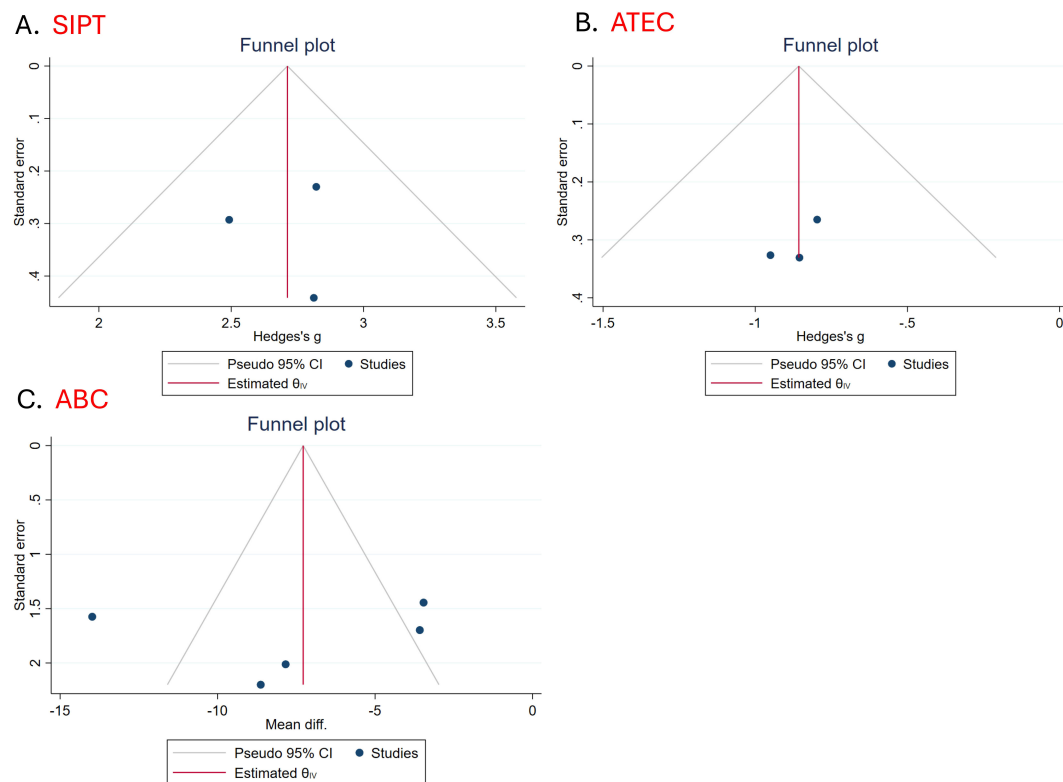 A. SIPT
Funnel plot
0
.1
.2
.3
.4
Standard error
2
2.5
3
3.5
Hedges's g
Pseudo 95% CI
Studies
Estimated θIV
B. ATEC
Funnel plot
0
.1
.2
.3
.4
Standard error
-1.5
-1
-.5
0
Hedges's g
Pseudo 95% CI
Studies
Estimated θIV
C. ABC
Funnel plot
0
.5
1
1.5
2
Standard error
-15
-10
-5
0
Mean diff.
Pseudo 95% CI
Studies
Estimated θIV